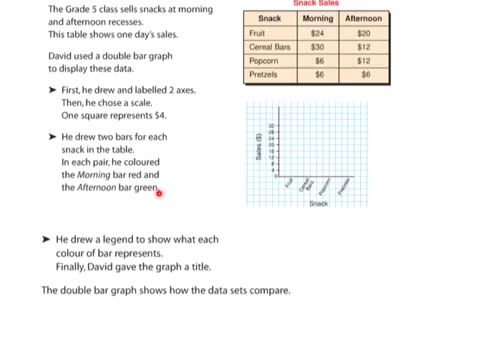 The Grade 5 class sells snacks at morning
and afternoon recesses.
This table shows one day's sales.
David used a double bar graph
to display these data.
➤ First, he drew and labelled 2 axes.
Then, he chose a scale.
One square represents $4.
➤ He drew two bars for each
snack in the table.
In each pair, he coloured
the Morning bar red and
the Afternoon bar green.
Snack Sales
Snack Morning Afternoon
Fruit $24 $20
Cereal Bars $30 $12
Popcorn $6 $12
Pretzels $6 $6
Sales ($)
32
28
24
20
16
12
8
4
0
Fruit
Cereal
Bars
Popcorn
Pretzels
Snack
➤ He drew a legend to show what each
colour of bar represents.
Finally, David gave the graph a title.
The double bar graph shows how the data sets compare.